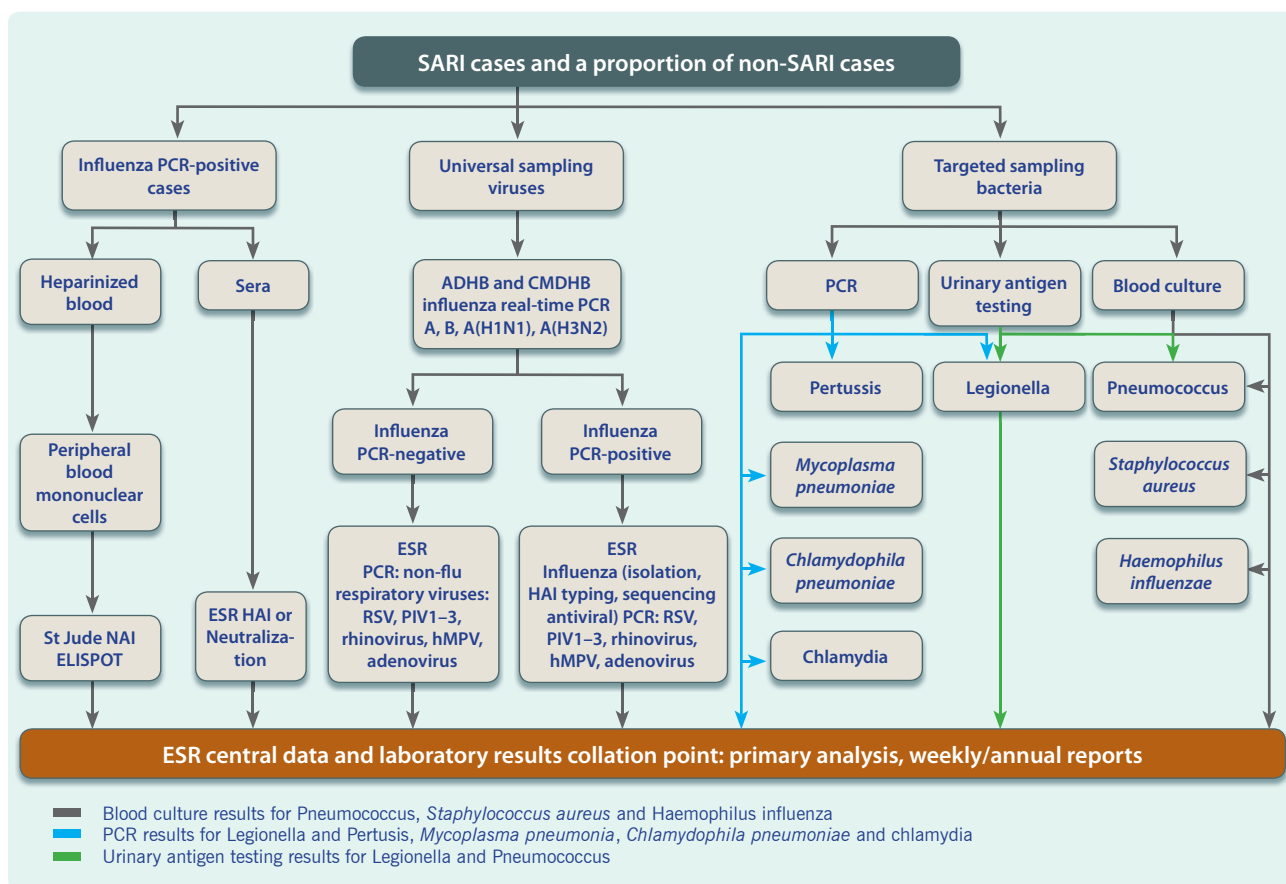 SARI cases and a proportion of non-SARI cases
Influenza PCR-positive
cases
Universal sampling
viruses
Targeted sampling
bacteria
Heparinized
blood
Sera
ADHB and CMDHB
influenza real-time PCR
A, B, A(H1N1), A(H3N2)
PCR
Urinary antigen
testing
Blood culture
Pertussis
Legionella
Pneumococcus
Influenza
PCR-negative
Influenza
PCR-positive
Peripheral
blood
mononuclear
cells
Mycoplasma
pneumoniae
Staphylococcus
aureus
ESR
PCR: non-flu
respiratory viruses:
RSV, PIV1–3,
rhinovirus, hMPV,
adenovirus
ESR
Influenza (isolation,
HAI typing, sequencing
antiviral) PCR: RSV,
PIV1–3, rhinovirus,
hMPV, adenovirus
Chlamydophila
pneumoniae
Haemophilus
influenzae
St Jude NAI
ELISPOT
ESR HAI or
Neutraliza-
tion
Chlamydia
ESR central data and laboratory results collation point: primary analysis, weekly/annual reports
Blood culture results for Pneumococcus, Staphylococcus aureus and Haemophilus influenza
PCR results for Legionella and Pertusis, Mycoplasma pneumonia, Chlamydophila pneumoniae and chlamydia
Urinary antigen testing results for Legionella and Pneumococcus